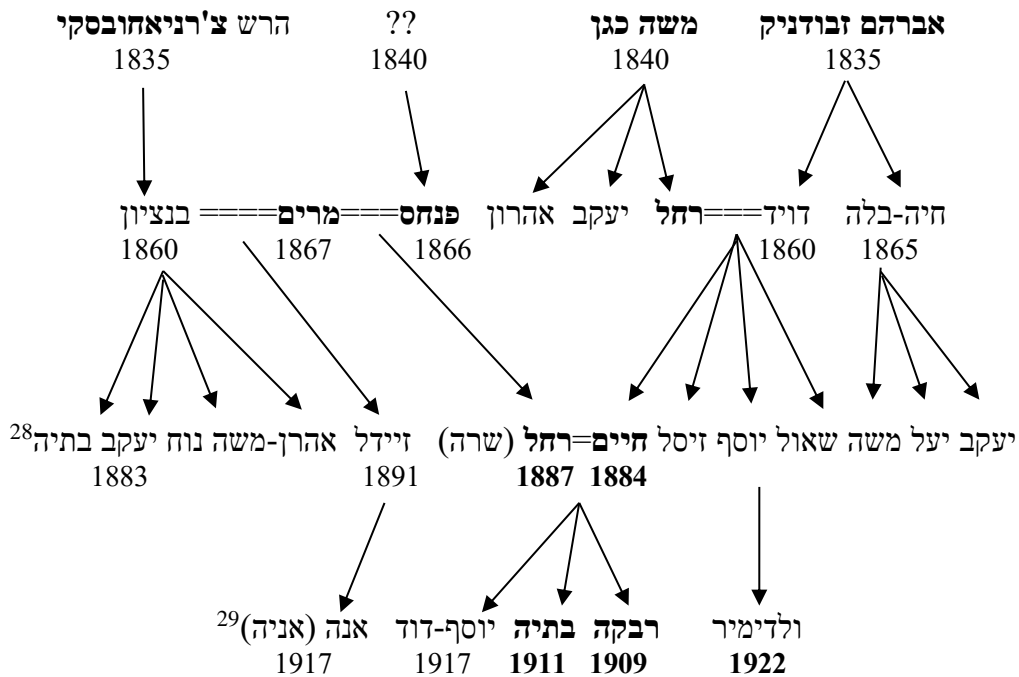 אברהם זבודניק משה כגן ?? הרש צ'רניאחובסקי
1835 1840 1840 1835
חיה-בלה דויד===רחל יעקב אהרון פנחס===מרים====בנציון
1865 1860 1866 1867 1860
יעקב יעל משה שאול יוסף זיסל חיים=רחל (שרה) זיידל אהרן-משה נוח יעקב בתיה28
1884 1887 1891 1883
ולדימיר רבקה בתיה יוסף-דוד אנה (אניה)29
1922 1909 1911 1917 1917